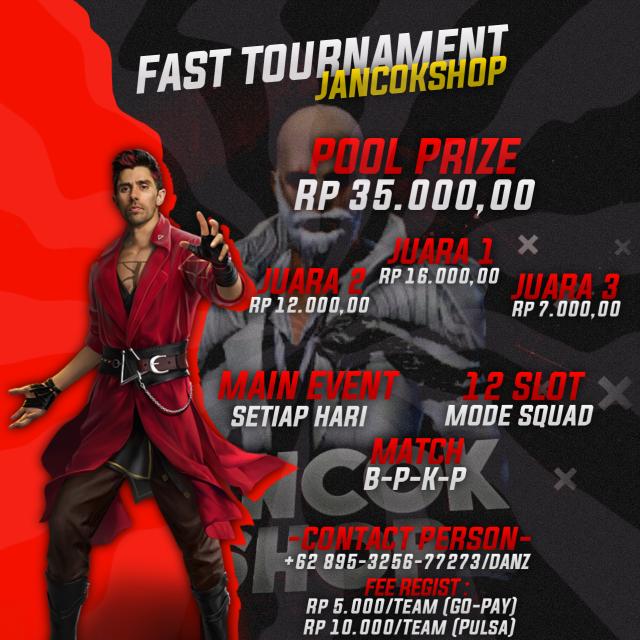 FAST TOURNAMENT
JANCOKSHOP
POOL PRIZE
RP 35.000,00
JUARA 1
RP 16.000,00
JUARA 2
RP 12.000,00
JUARA 3
RP 7.000,00
MAIN EVENT
SETIAP HARI
12 SLOT
MODE SQUAD
MATCH
B-P-K-P
-CONTACT PERSON-
+62 895-3256-77273/DANZ
FEE REGIST :
RP 5.000/TEAM (GO-PAY)
RP 10.000/TEAM (PULSA)